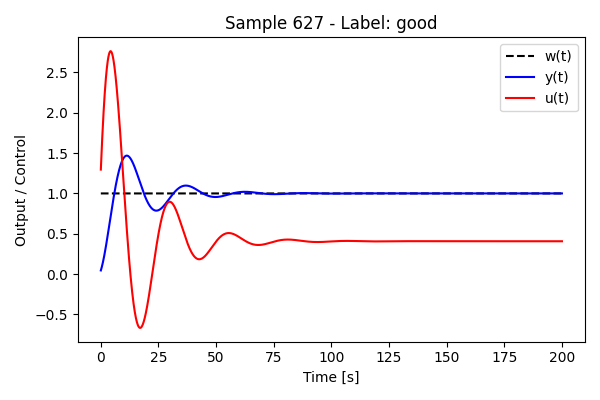 Sample 627 - Label: good
w(t)
y(t)
u(t)
Output / Control
2.5
2.0
1.5
1.0
0.5
0.0
−0.5
0 25 50 75 100 125 150 175 200
Time [s]